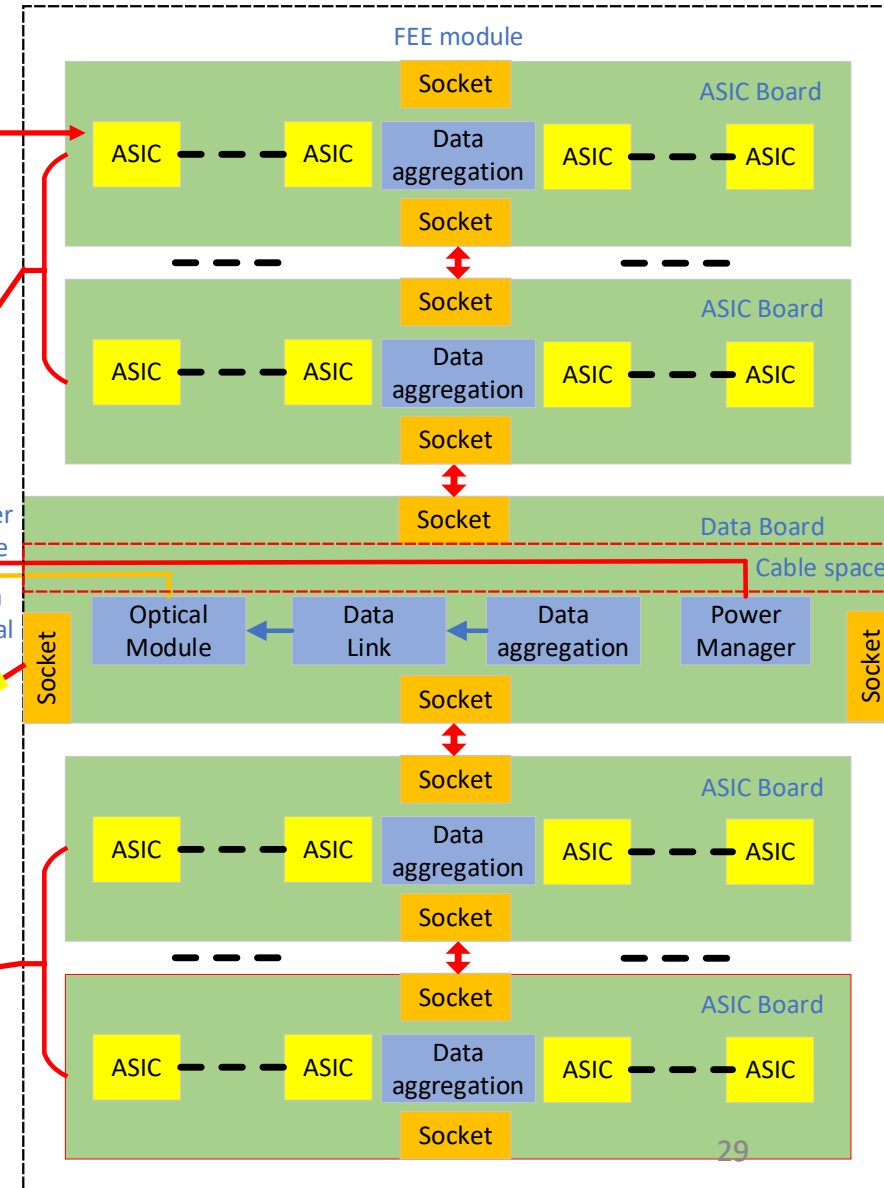 FEE module
Socket
ASIC Board
ASIC
ASIC
Data
aggregation
ASIC
ASIC
Socket
Socket
ASIC Board
ASIC
ASIC
Data
aggregation
ASIC
ASIC
Socket
Socket
Data Board
Cable space
Optical
Module
Data
Link
Data
aggregation
Power
Manager
Socket
Socket
Socket
Socket
ASIC Board
ASIC
ASIC
Data
aggregation
ASIC
ASIC
Socket
Socket
ASIC Board
ASIC
ASIC
Data
aggregation
ASIC
ASIC
Socket
29